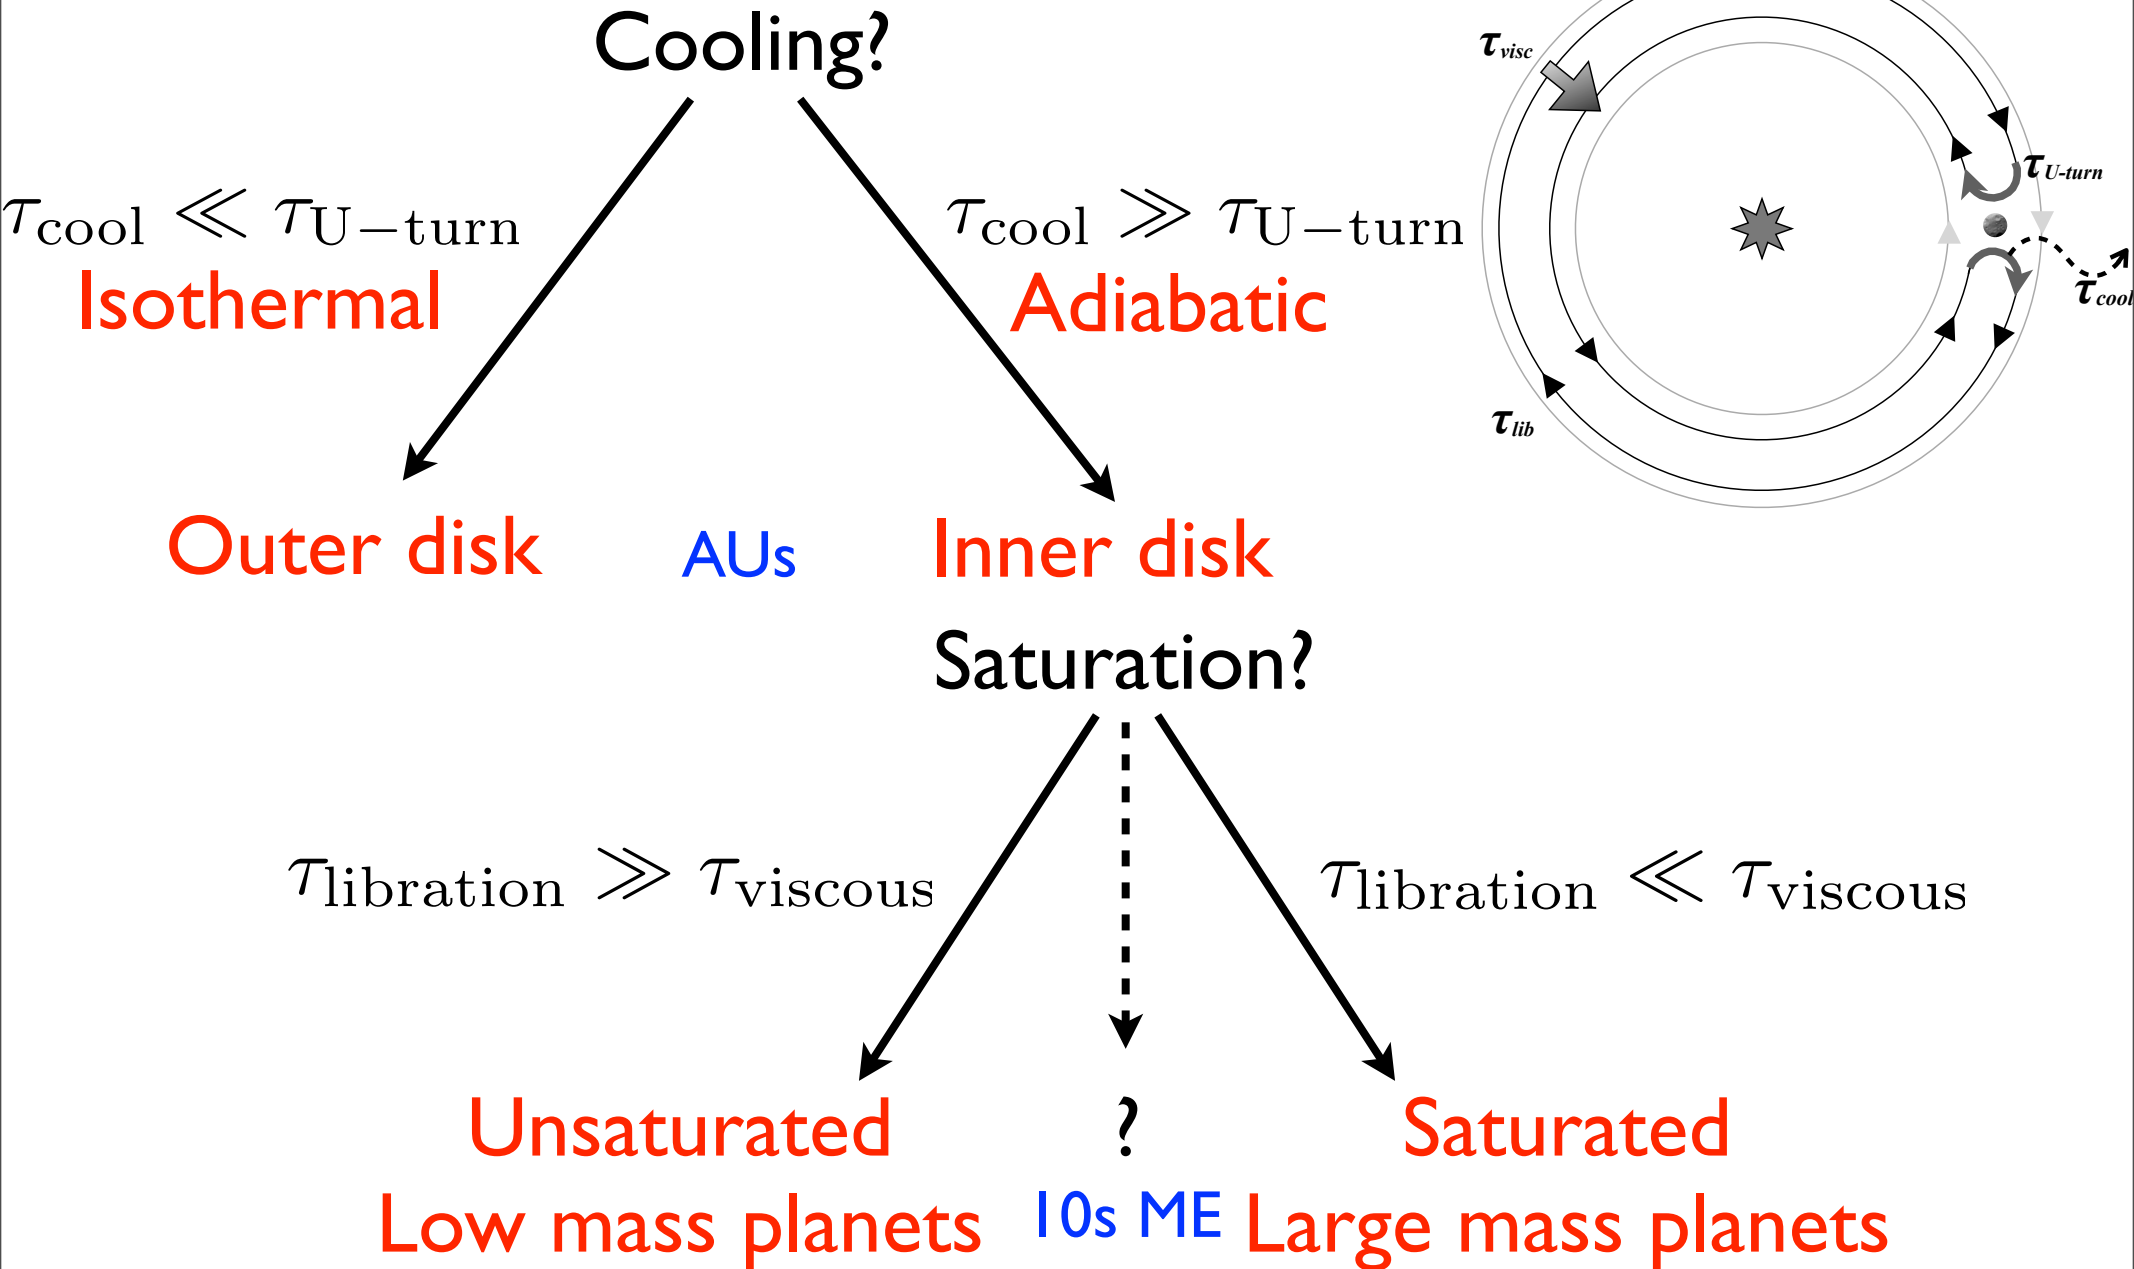 Cooling?
τvisc
τU-turn
τcool ≪ τU−turn
τcool ≫ τU−turn
Isothermal
Adiabatic
τcool
τlib
Outer disk
AUs
Inner disk
Saturation?
τlibration ≫ τviscous
τlibration ≪ τviscous
Unsaturated
?
Saturated
Low mass planets
10s ME
Large mass planets